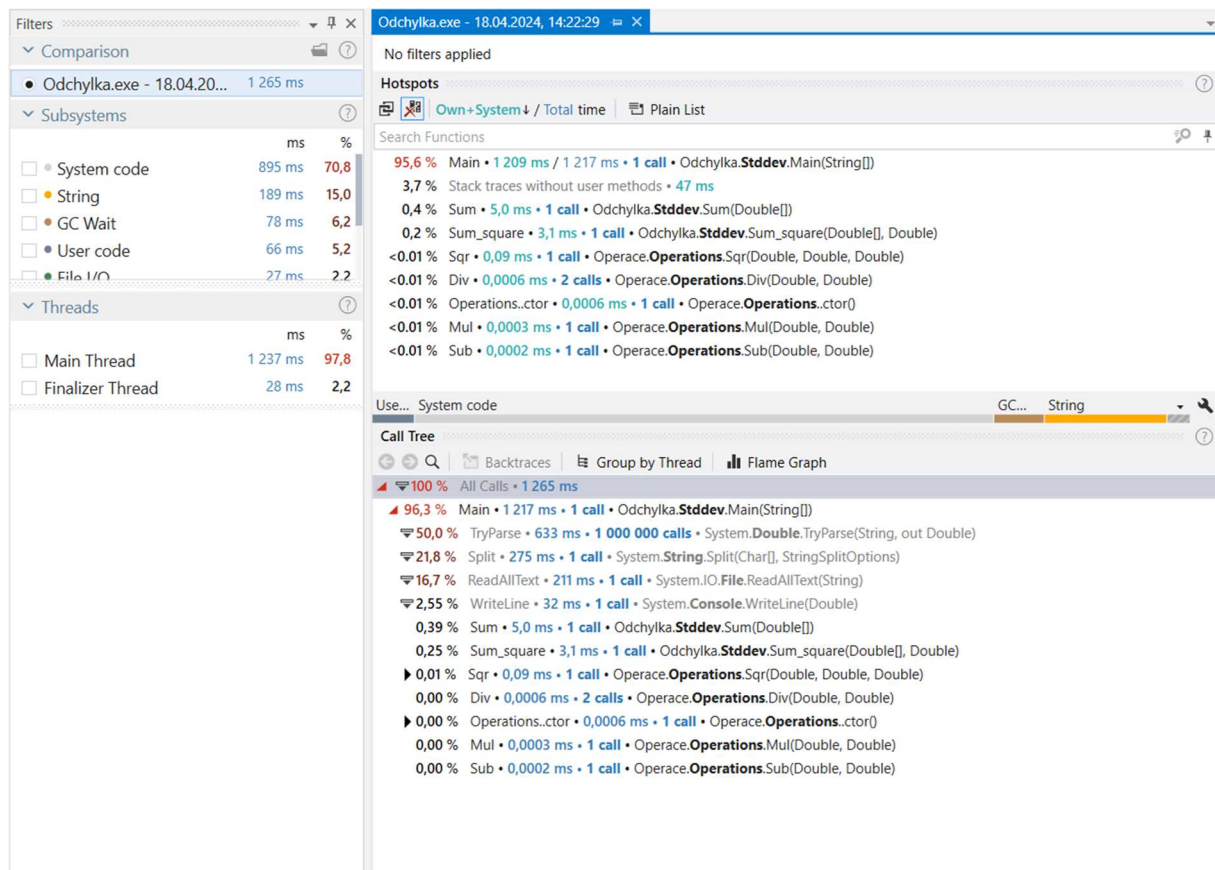 Filters
Comparison
Odchylka.exe - 18.04.20... 1 265 ms
Subsystems
ms %
System code 895 ms 70,8
String 189 ms 15,0
GC Wait 78 ms 6,2
User code 66 ms 5,2
File I/O 27 ms 2,2
Threads
ms %
Main Thread 1 237 ms 97,8
Finalizer Thread 28 ms 2,2
Odchylka.exe - 18.04.2024, 14:22:29
No filters applied
Hotspots
Own+System↓ / Total time Plain List
Search Functions
95,6 % Main • 1 209 ms / 1 217 ms • 1 call • Odchylka.Stddev.Main(String[])
3,7 % Stack traces without user methods • 47 ms
0,4 % Sum • 5,0 ms • 1 call • Odchylka.Stddev.Sum(Double[])
0,2 % Sum_square • 3,1 ms • 1 call • Odchylka.Stddev.Sum_square(Double[], Double)
<0.01 % Sqr • 0,09 ms • 1 call • Operace.Operations.Sqr(Double, Double, Double)
<0.01 % Div • 0,0006 ms • 2 calls • Operace.Operations.Div(Double, Double)
<0.01 % Operations..ctor • 0,0006 ms • 1 call • Operace.Operations..ctor()
<0.01 % Mul • 0,0003 ms • 1 call • Operace.Operations.Mul(Double, Double)
<0.01 % Sub • 0,0002 ms • 1 call • Operace.Operations.Sub(Double, Double)
Use... System code GC... String
Call Tree
Backtraces Group by Thread Flame Graph
100 % All Calls • 1 265 ms
96,3 % Main • 1 217 ms • 1 call • Odchylka.Stddev.Main(String[])
50,0 % TryParse • 633 ms • 1 000 000 calls • System.Double.TryParse(String, out Double)
21,8 % Split • 275 ms • 1 call • System.String.Split(Char[], StringSplitOptions)
16,7 % ReadAllText • 211 ms • 1 call • System.IO.File.ReadAllText(String)
2,55 % WriteLine • 32 ms • 1 call • System.Console.WriteLine(Double)
0,39 % Sum • 5,0 ms • 1 call • Odchylka.Stddev.Sum(Double[])
0,25 % Sum_square • 3,1 ms • 1 call • Odchylka.Stddev.Sum_square(Double[], Double)
0,01 % Sqr • 0,09 ms • 1 call • Operace.Operations.Sqr(Double, Double, Double)
0,00 % Div • 0,0006 ms • 2 calls • Operace.Operations.Div(Double, Double)
0,00 % Operations..ctor • 0,0006 ms • 1 call • Operace.Operations..ctor()
0,00 % Mul • 0,0003 ms • 1 call • Operace.Operations.Mul(Double, Double)
0,00 % Sub • 0,0002 ms • 1 call • Operace.Operations.Sub(Double, Double)